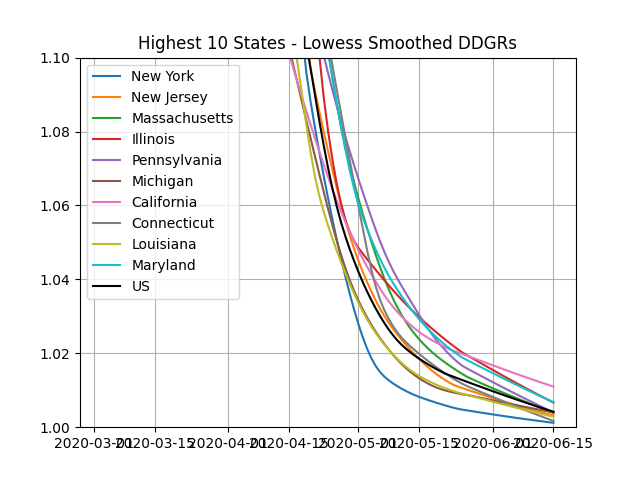 Highest 10 States - Lowess Smoothed DDGRs
1.10
1.08
1.06
1.04
1.02
1.00
New York
New Jersey
Massachusetts
Illinois
Pennsylvania
Michigan
California
Connecticut
Louisiana
Maryland
US
2020-03-01 2020-03-15 2020-04-01 2020-04-15 2020-05-01 2020-05-15 2020-06-01 2020-06-15